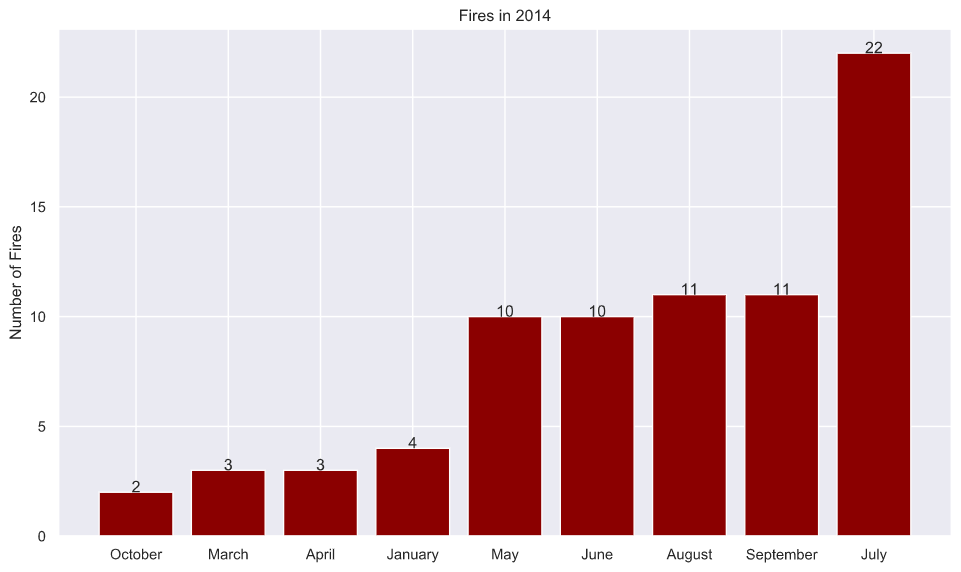 Fires in 2014
Number of Fires
20
15
10
5
0
2
3
3
4
10
10
11
11
22
October
March
April
January
May
June
August
September
July